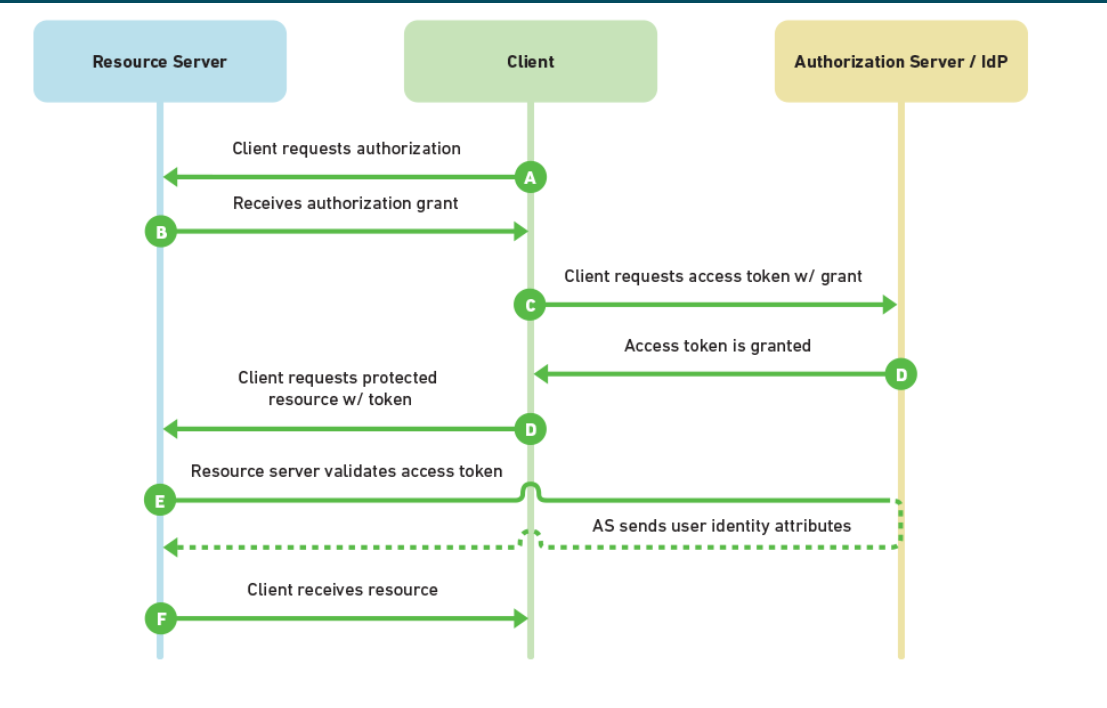 Resource Server
Client
Authorization Server / IdP
Client requests authorization
A
Receives authorization grant
B
Client requests access token w/ grant
C
Access token is granted
D
Client requests protected
resource w/ token
D
Resource server validates access token
E
AS sends user identity attributes
Client receives resource
F